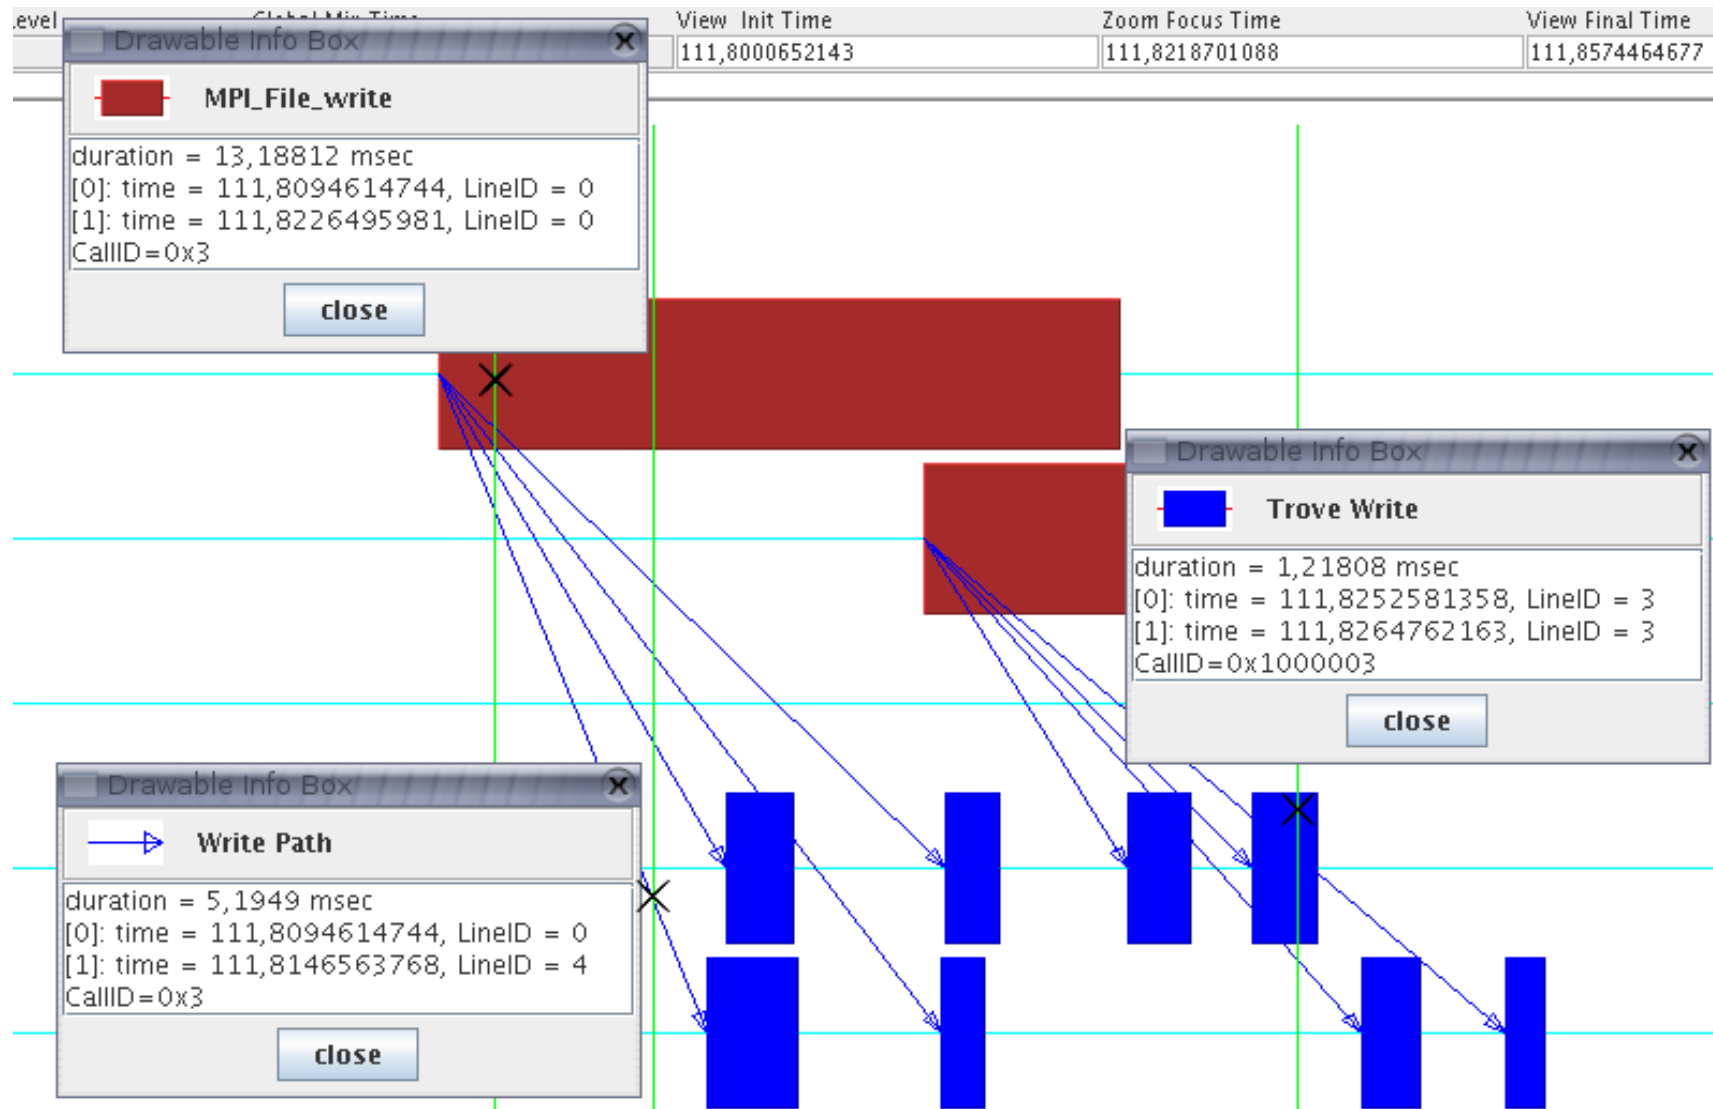 Level Global Min Time View Init Time Zoom Focus Time View Final Time
111,8000652143 111,8218701088 111,8574464677
Drawable Info Box
MPI_File_write
duration = 13,18812 msec
[0]: time = 111,8094614744, LineID = 0
[1]: time = 111,8226495981, LineID = 0
CallID=0x3
close
Drawable Info Box
Trove Write
duration = 1,21808 msec
[0]: time = 111,8252581358, LineID = 3
[1]: time = 111,8264762163, LineID = 3
CallID=0x1000003
close
Drawable Info Box
Write Path
duration = 5,1949 msec
[0]: time = 111,8094614744, LineID = 0
[1]: time = 111,8146563768, LineID = 4
CallID=0x3
close